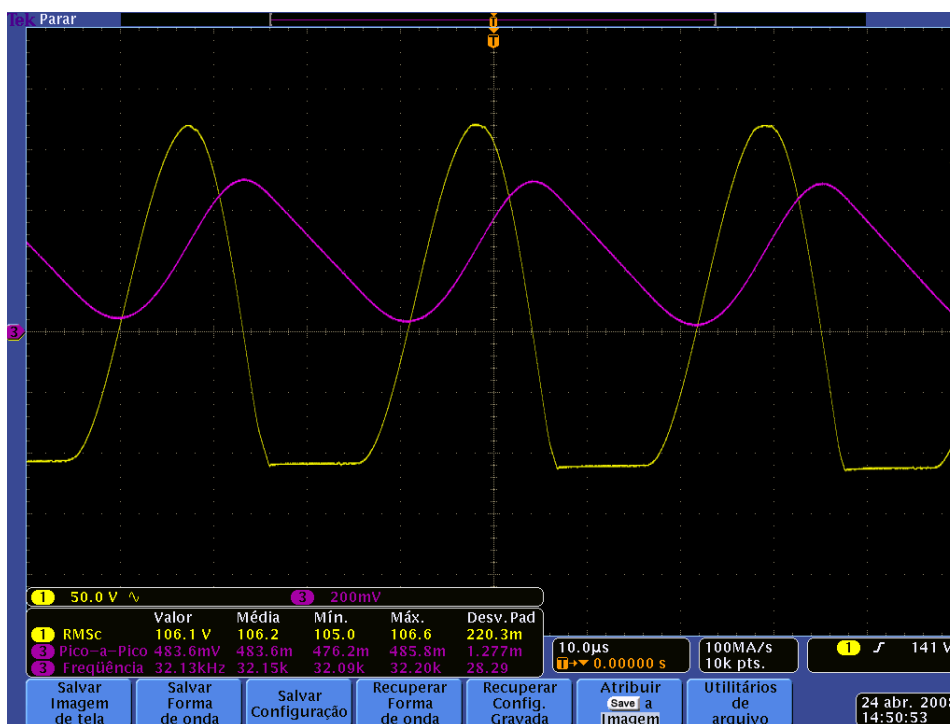 Tek Parar
T
T
3
1 50.0 V ∿ 3 200mV
Valor Média Mín. Máx. Desv.Pad
1 RMSc 106.1 V 106.2 105.0 106.6 220.3m
3 Pico-a-Pico 483.6mV 483.6m 476.2m 485.8m 1.277m
3 Freqüência 32.13kHz 32.15k 32.09k 32.20k 28.29
10.0µs
T→▼ 0.00000 s
100MA/s
10k pts.
1 ʃ 141 V
Salvar
Imagem
de tela
Salvar
Forma
de onda
Salvar
Configuração
Recuperar
Forma
de onda
Recuperar
Config.
Gravada
Atribuir
Save a
Imagem
Utilitários
de
arquivo
24 abr. 200
14:50:53